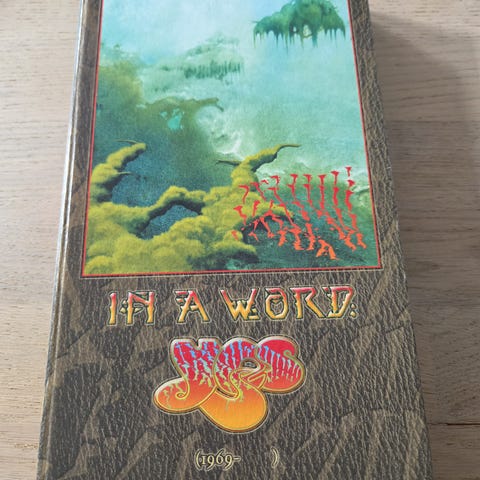 IN A WORD
YES
(1969- )